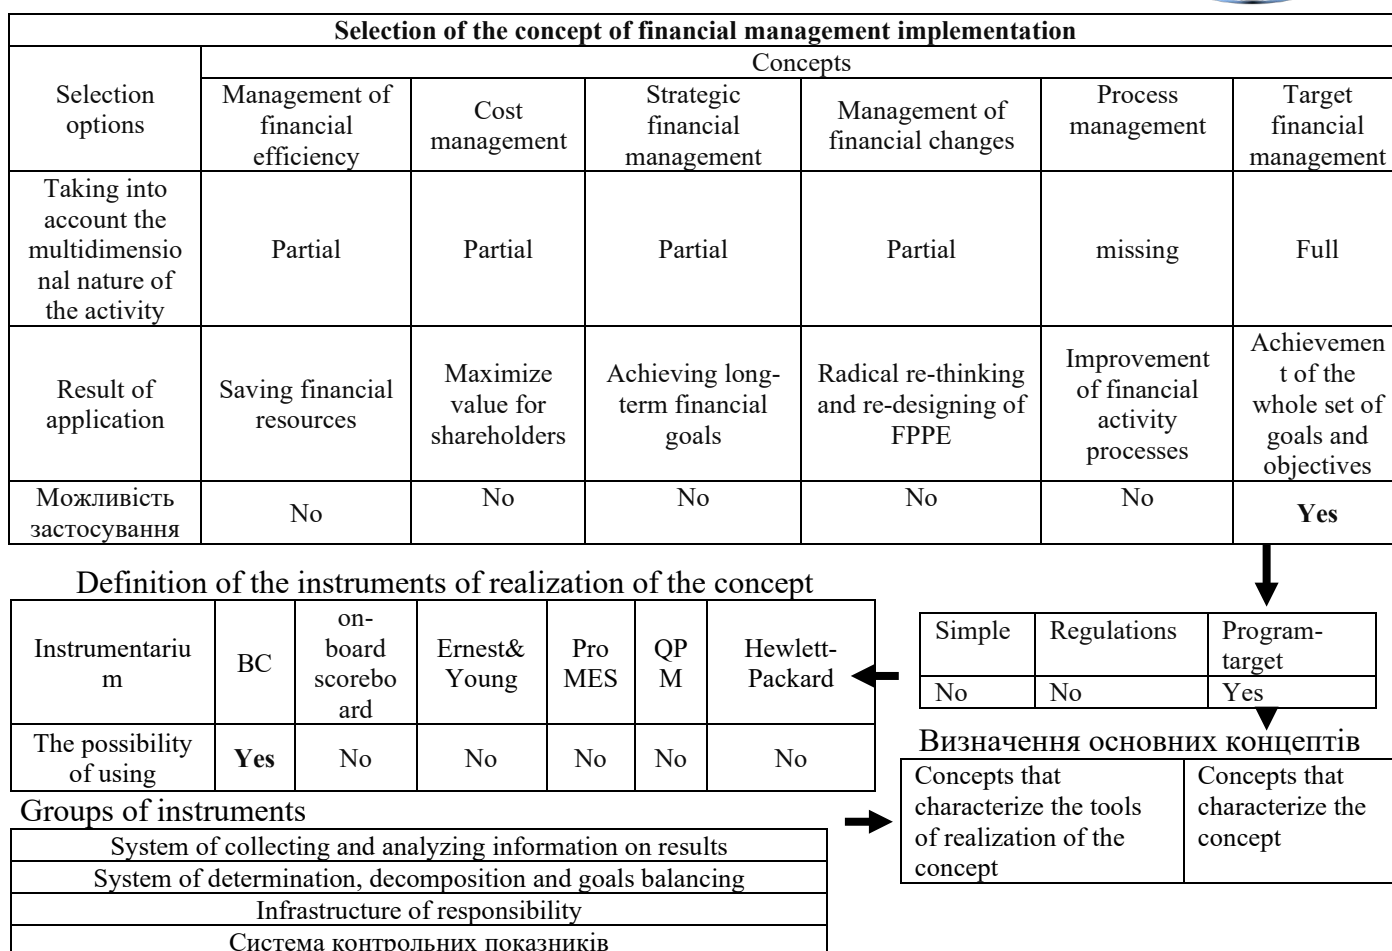 Selection of the concept of financial management implementation
Selection
options
Concepts
Management of
financial
efficiency
Cost
management
Strategic
financial
management
Management of
financial changes
Process
management
Target
financial
management
Taking into
account the
multidimensio
nal nature of
the activity
Partial
Partial
Partial
Partial
missing
Full
Result of
application
Saving financial
resources
Maximize
value for
shareholders
Achieving long-
term financial
goals
Radical re-thinking
and re-designing of
FPPE
Improvement
of financial
activity
processes
Achievemen
t of the
whole set of
goals and
objectives
Можливість
застосування
No
No
No
No
No
Yes
Definition of the instruments of realization of the concept
Instrumentariu
m
BC
on-
board
scorebo
ard
Ernest&
Young
Pro
MES
QP
M
Hewlett-
Packard
The possibility
of using
Yes
No
No
No
No
No
Simple
Regulations
Program-
target
No
No
Yes
Визначення основних концептів
Concepts that
characterize the tools
of realization of the
concept
Concepts that
characterize the
concept
Groups of instruments
System of collecting and analyzing information on results
System of determination, decomposition and goals balancing
Infrastructure of responsibility
Система контрольних показників